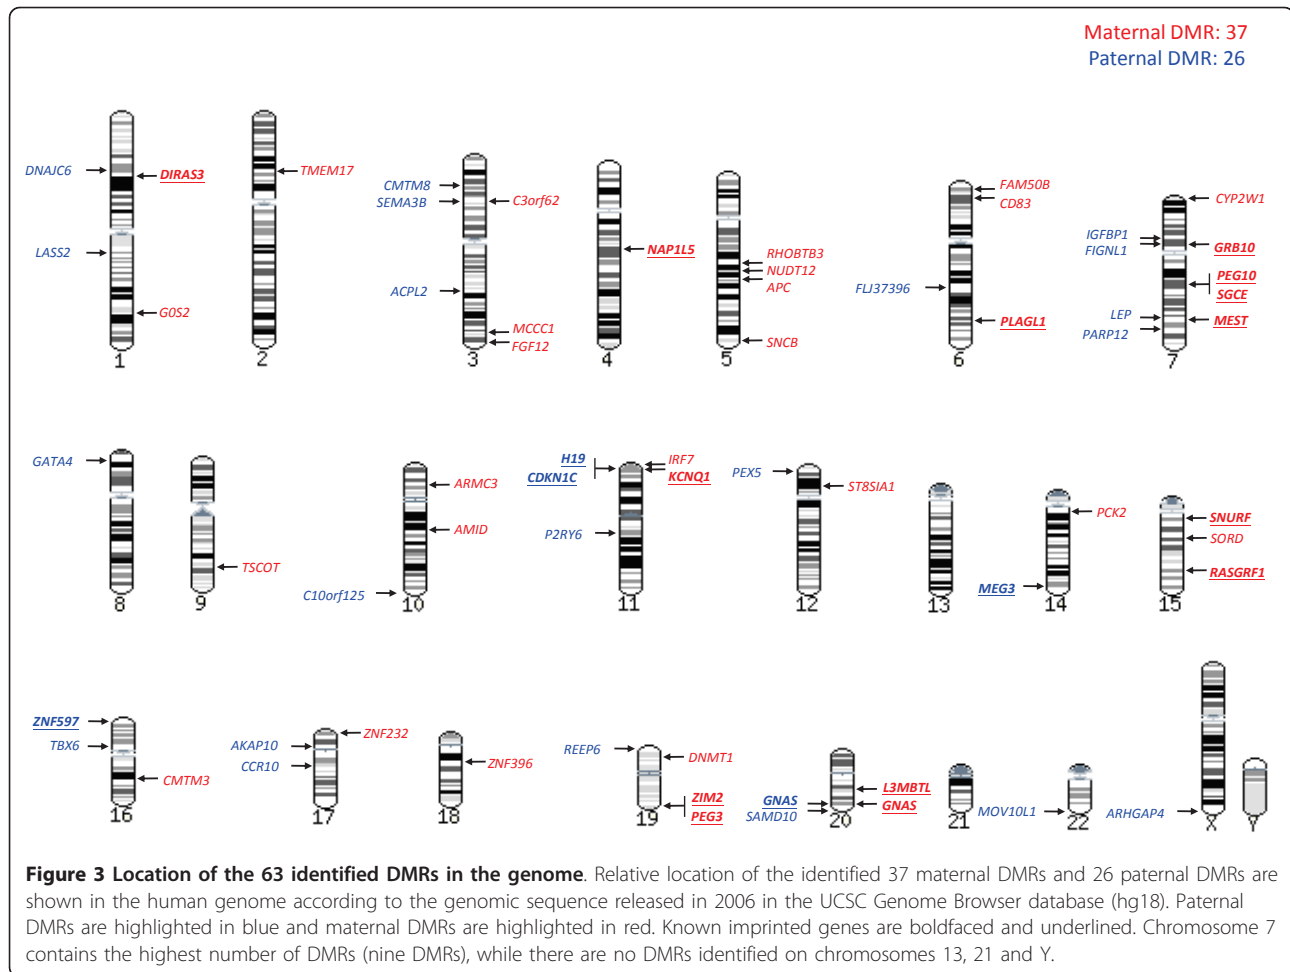 Maternal DMR: 37
Paternal DMR: 26
DNAJC6
DIRAS3
LASS2
G0S2
1
TMEM17
2
CMTM8
SEMA3B
C3orf62
ACPL2
MCCC1
FGF12
3
NAP1L5
4
RHOBTB3
NUDT12
APC
SNCB
5
FAM50B
CD83
FLJ37396
PLAGL1
6
CYP2W1
IGFBP1
FIGNL1
GRB10
PEG10
SGCE
LEP
MEST
PARP12
7
GATA4
8
TSCOT
9
ARMC3
AMID
C10orf125
10
H19
CDKN1C
IRF7
KCNQ1
P2RY6
11
PEX5
ST8SIA1
12
13
PCK2
MEG3
14
SNURF
SORD
RASGRF1
15
ZNF597
TBX6
CMTM3
16
ZNF232
AKAP10
CCR10
17
ZNF396
18
REEP6
DNMT1
ZIM2
PEG3
19
L3MBTL
GNAS
GNAS
SAMD10
20
21
MOV10L1
22
ARHGAP4
X
Y
Figure 3 Location of the 63 identified DMRs in the genome. Relative location of the identified 37 maternal DMRs and 26 paternal DMRs are
shown in the human genome according to the genomic sequence released in 2006 in the UCSC Genome Browser database (hg18). Paternal
DMRs are highlighted in blue and maternal DMRs are highlighted in red. Known imprinted genes are boldfaced and underlined. Chromosome 7
contains the highest number of DMRs (nine DMRs), while there are no DMRs identified on chromosomes 13, 21 and Y.